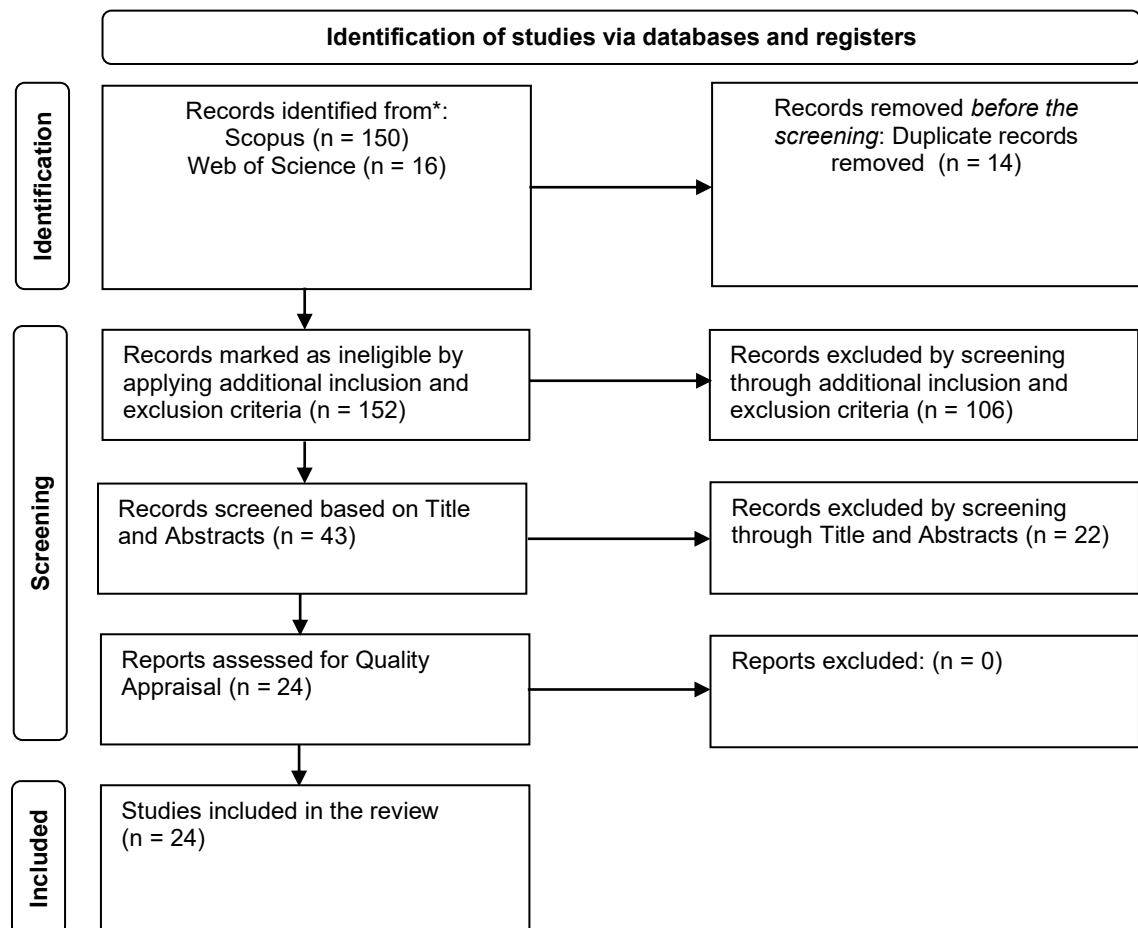 Identification of studies via databases and registers
Identification
Records identified from*:
Scopus (n = 150)
Web of Science (n = 16)
Records removed before the
screening: Duplicate records
removed (n = 14)
Screening
Records marked as ineligible by
applying additional inclusion and
exclusion criteria (n = 152)
Records excluded by screening
through additional inclusion and
exclusion criteria (n = 106)
Records screened based on Title
and Abstracts (n = 43)
Records excluded by screening
through Title and Abstracts (n = 22)
Reports assessed for Quality
Appraisal (n = 24)
Reports excluded: (n = 0)
Included
Studies included in the review
(n = 24)